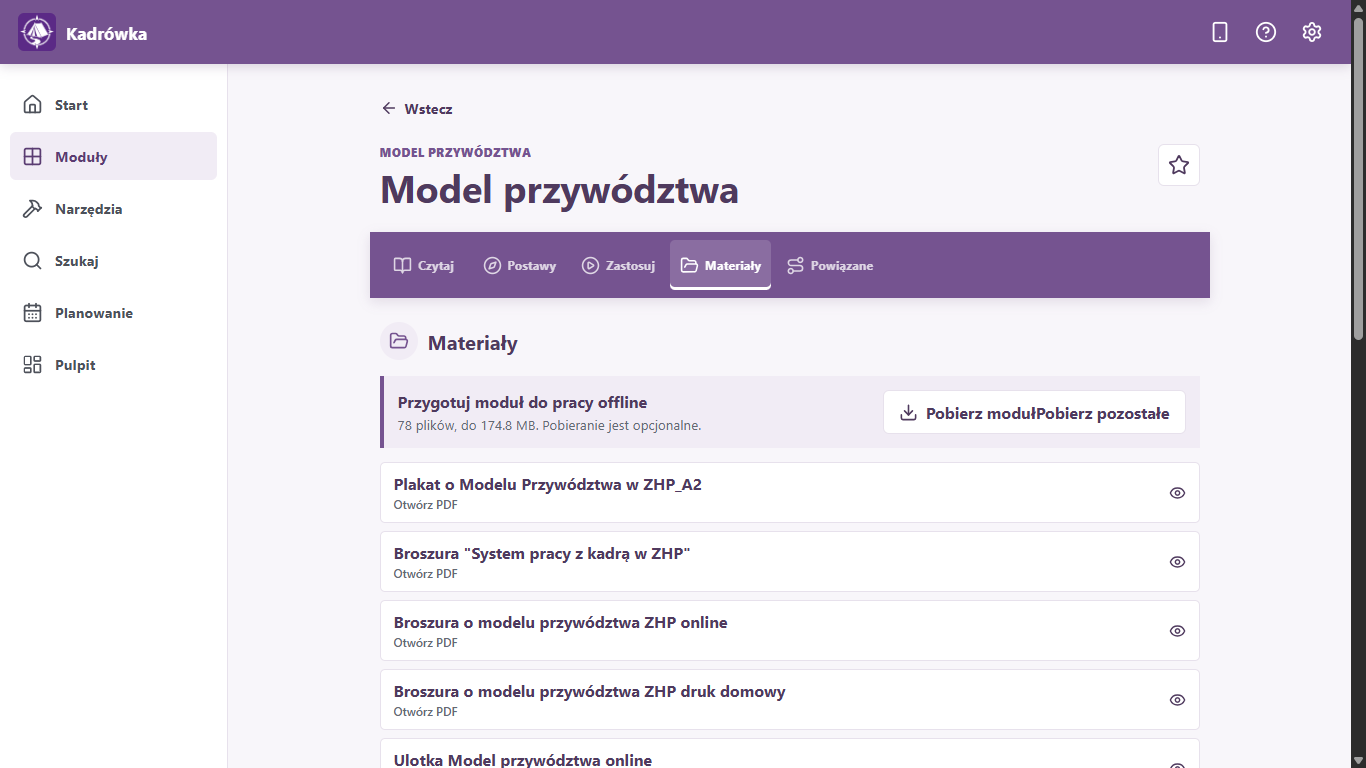 Kadrówka
Start
Moduły
Narzędzia
Szukaj
Planowanie
Pulpit
Wstecz
MODEL PRZYWÓDZTWA
Model przywództwa
Czytaj
Postawy
Zastosuj
Materiały
Powiązane
Materiały
Przygotuj moduł do pracy offline
78 plików, do 174.8 MB. Pobieranie jest opcjonalne.
Pobierz modułPobierz pozostałe
Plakat o Modelu Przywództwa w ZHP_A2
Otwórz PDF
Broszura "System pracy z kadrą w ZHP"
Otwórz PDF
Broszura o modelu przywództwa ZHP online
Otwórz PDF
Broszura o modelu przywództwa ZHP druk domowy
Otwórz PDF
Ulotka Model przywództwa online